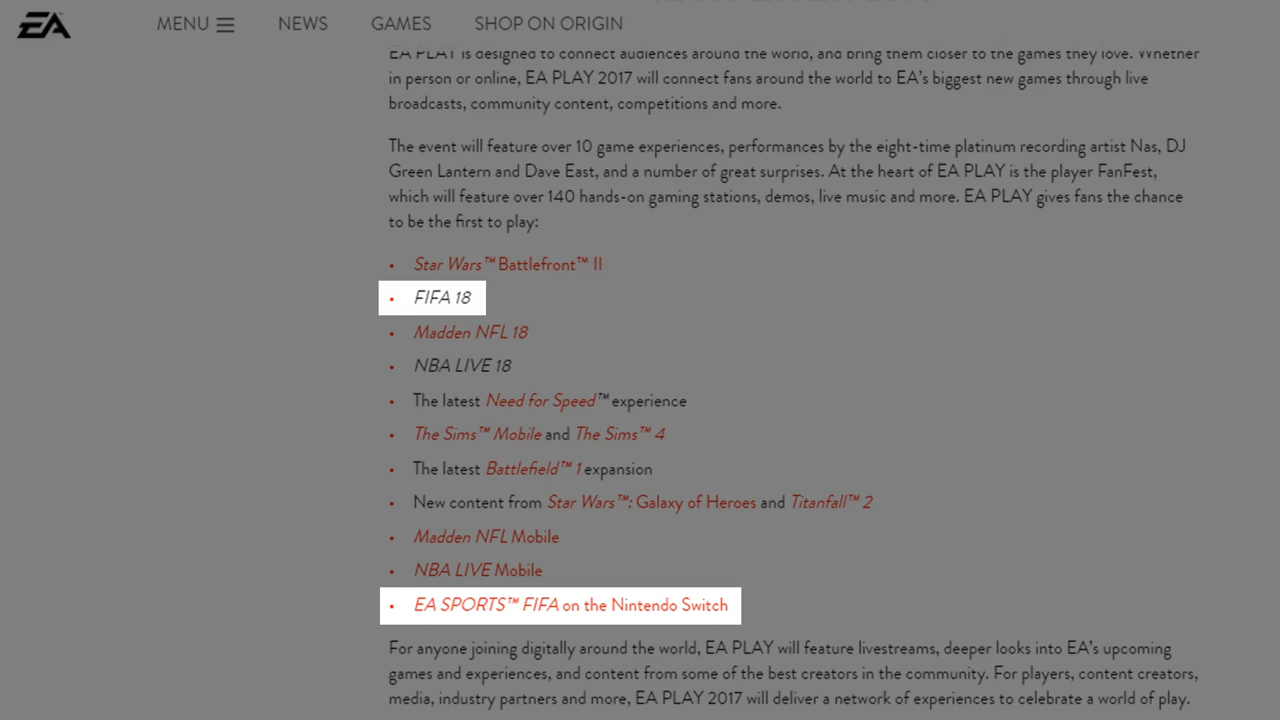 EA MENU NEWS GAMES SHOP ON ORIGIN
EA PLAY is designed to connect audiences around the world, and bring them closer to the games they love. Whether
in person or online, EA PLAY 2017 will connect fans around the world to EA's biggest new games through live
broadcasts, community content, competitions and more.
The event will feature over 10 game experiences, performances by the eight-time platinum recording artist Nas, DJ
Green Lantern and Dave East, and a number of great surprises. At the heart of EA PLAY is the player FanFest,
which will feature over 140 hands-on gaming stations, demos, live music and more. EA PLAY gives fans the chance
to be the first to play:
• Star Wars™ Battlefront™ II
• FIFA 18
• Madden NFL 18
• NBA LIVE 18
• The latest Need for Speed™ experience
• The Sims™ Mobile and The Sims™ 4
• The latest Battlefield™ 1 expansion
• New content from Star Wars™: Galaxy of Heroes and Titanfall™ 2
• Madden NFL Mobile
• NBA LIVE Mobile
• EA SPORTS™ FIFA on the Nintendo Switch
For anyone joining digitally around the world, EA PLAY will feature livestreams, deeper looks into EA's upcoming
games and experiences, and content from some of the best creators in the community. For players, content creators,
media, industry partners and more, EA PLAY 2017 will deliver a network of experiences to celebrate a world of play.